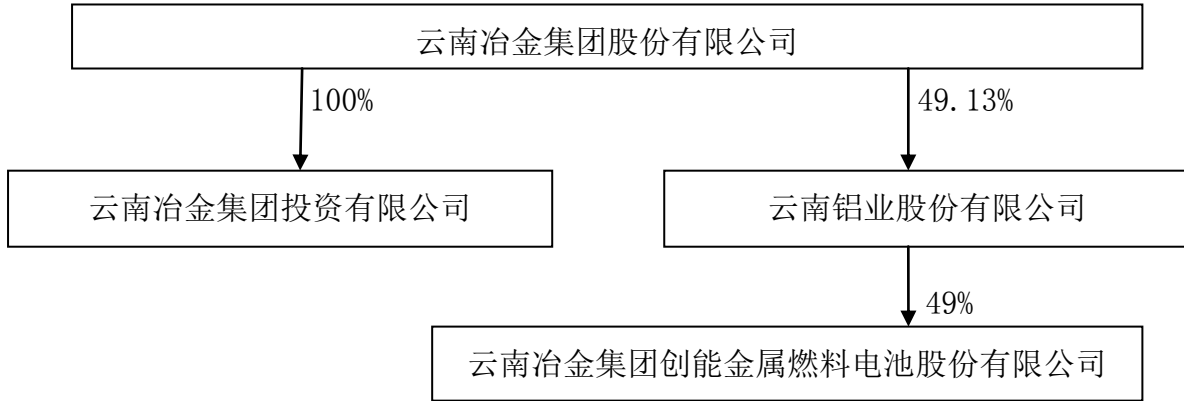 云南冶金集团股份有限公司
100%
49.13%
云南冶金集团投资有限公司
云南铝业股份有限公司
49%
云南冶金集团创能金属燃料电池股份有限公司